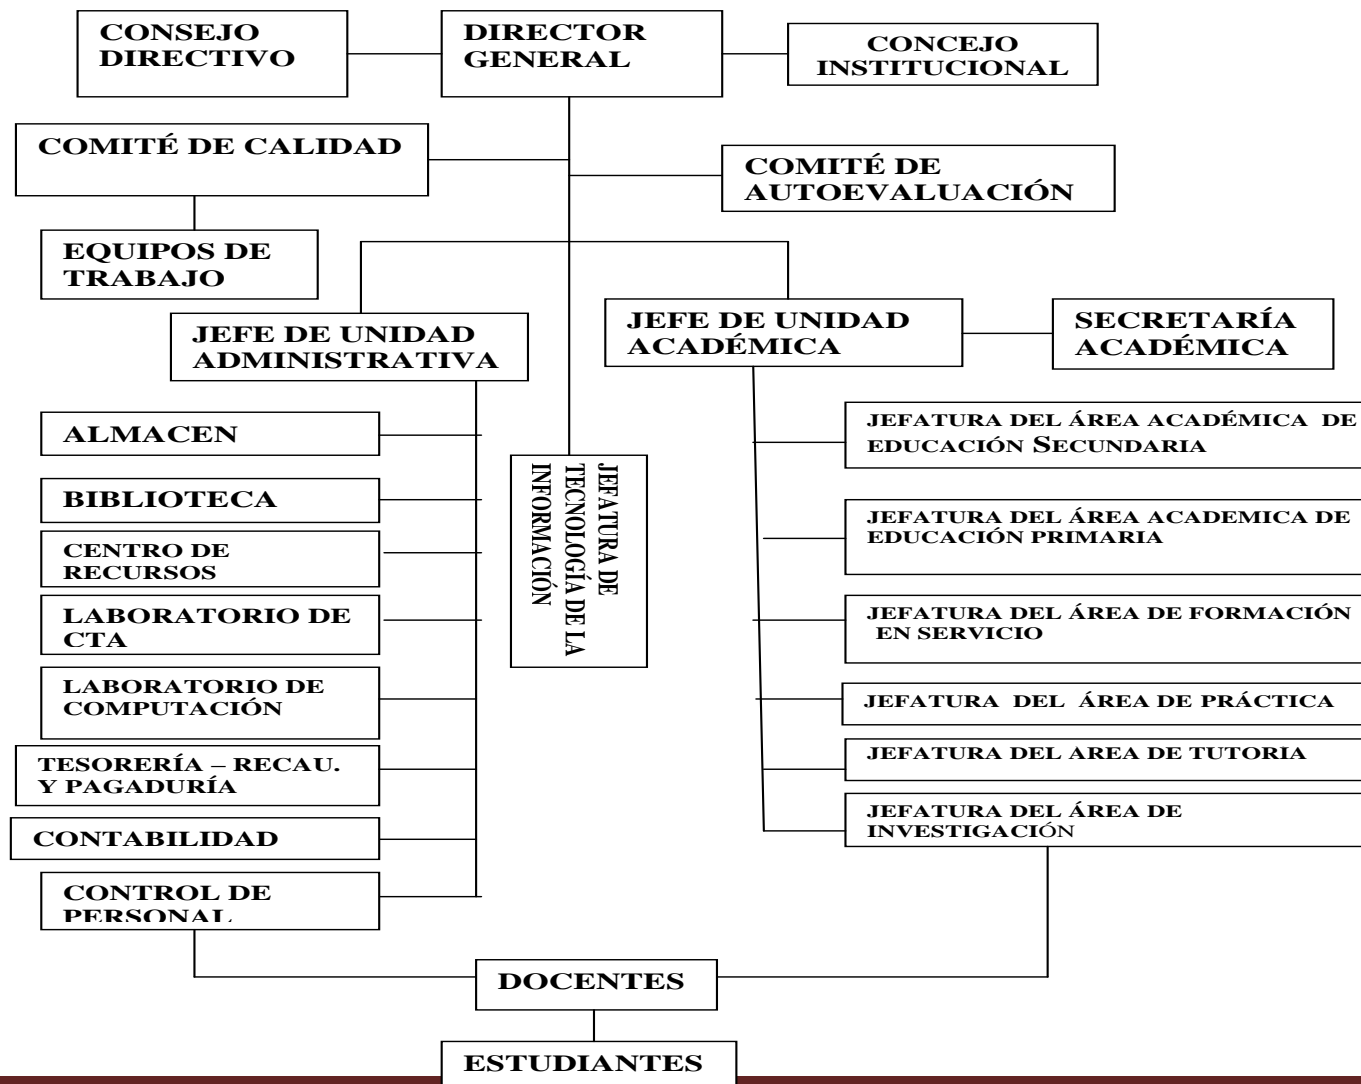 CONSEJO
DIRECTIVO
DIRECTOR
GENERAL
CONCEJO
INSTITUCIONAL
COMITÉ DE CALIDAD
COMITÉ DE
AUTOEVALUACIÓN
EQUIPOS DE
TRABAJO
JEFE DE UNIDAD
ADMINISTRATIVA
JEFE DE UNIDAD
ACADÉMICA
SECRETARÍA
ACADÉMICA
ALMACEN
BIBLIOTECA
CENTRO DE
RECURSOS
LABORATORIO DE
CTA
LABORATORIO DE
COMPUTACIÓN
TESORERÍA – RECAU.
Y PAGADURÍA
CONTABILIDAD
CONTROL DE
PERSONAL
JEFATURA DE
TECNOLOGÍA DE LA
INFORMACIÓN
JEFATURA DEL ÁREA ACADÉMICA DE
EDUCACIÓN SECUNDARIA
JEFATURA DEL ÁREA ACADEMICA DE
EDUCACIÓN PRIMARIA
JEFATURA DEL ÁREA DE FORMACIÓN
EN SERVICIO
JEFATURA DEL ÁREA DE PRÁCTICA
JEFATURA DEL AREA DE TUTORIA
JEFATURA DEL ÁREA DE
INVESTIGACIÓN
DOCENTES
ESTUDIANTES